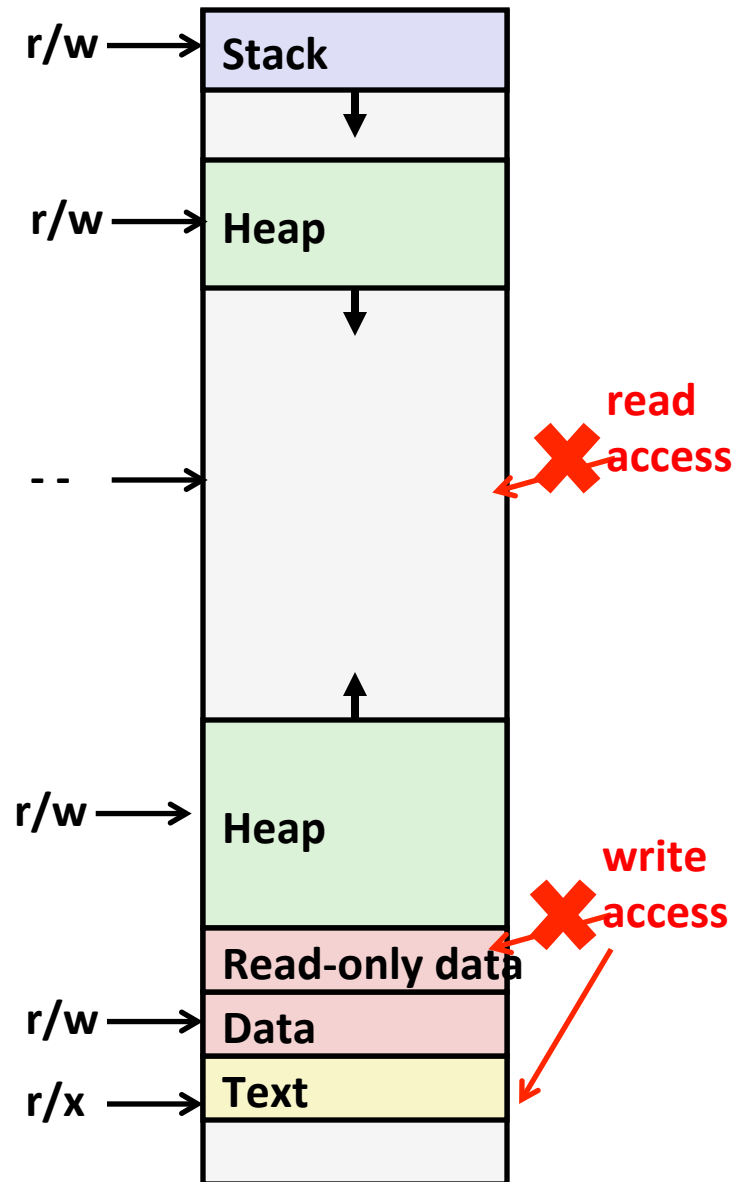 r/w
Stack
r/w
Heap
read
access
- -
r/w
Heap
write
access
Read-only data
r/w
Data
r/x
Text